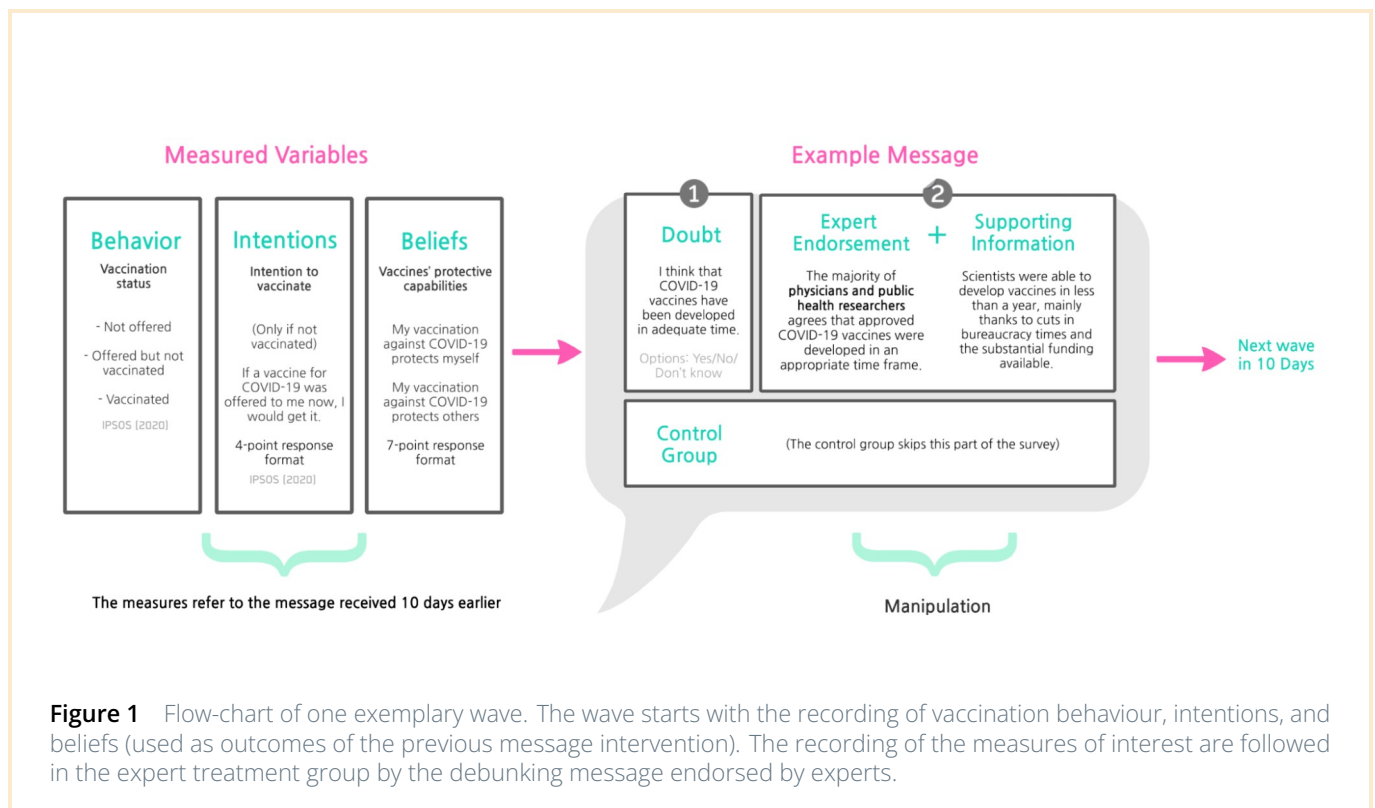 Measured Variables
Behavior
Vaccination
status
- Not offered
- Offered but not
vaccinated
- Vaccinated
IPSOS [2020]
Intentions
Intention to
vaccinate
(Only if not
vaccinated)
If a vaccine for
COVID-19 was
offered to me now, I
would get it.
4-point response
format
IPSOS [2020]
Beliefs
Vaccines' protective
capabilities
My vaccination
against COVID-19
protects myself
My vaccination
against COVID-19
protects others
7-point response
format
The measures refer to the message received 10 days earlier
Example Message
1
Doubt
I think that
COVID-19
vaccines have
been developed
in adequate time.
Options: Yes/No/
Don't know
2
Expert
Endorsement
The majority of
physicians and public
health researchers
agrees that approved
COVID-19 vaccines were
developed in an
appropriate time frame.
+
Supporting
Information
Scientists were able to
develop vaccines in less
than a year, mainly
thanks to cuts in
bureaucracy times and
the substantial funding
available.
Control
Group
(The control group skips this part of the survey)
Manipulation
Next wave
in 10 Days
Figure 1 Flow-chart of one exemplary wave. The wave starts with the recording of vaccination behaviour, intentions, and
beliefs (used as outcomes of the previous message intervention). The recording of the measures of interest are followed
in the expert treatment group by the debunking message endorsed by experts.